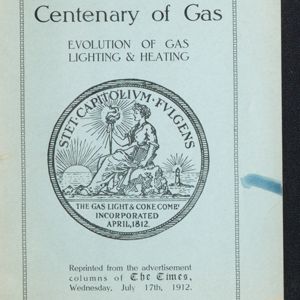 Centenary of Gas
EVOLUTION OF GAS
LIGHTING & HEATING
STET·CAPITOLIVM·FVLGENS
THE GAS LIGHT & COKE COMPY
INCORPORATED
APRIL, 1812.
Reprinted from the advertisement
columns of The Times,
Wednesday, July 17th, 1912.